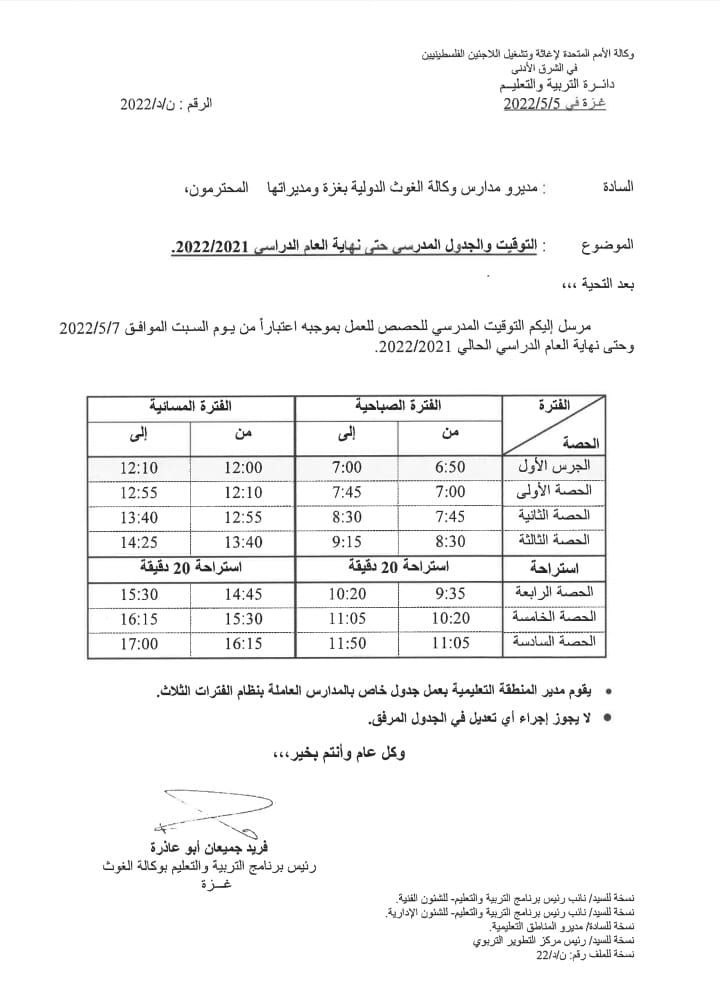 وكالة الأمم المتحدة لإغاثة وتشغيل اللاجئين الفلسطينيين
في الشرق الأدنى
دائـرة التربية والتعليـم
غـزة في 2022/5/5
الرقم : ن/د/2022
السادة : مديرو مدارس وكالة الغوث الدولية بغزة ومديراتها المحترمون،
الموضوع : التوقيت والجدول المدرسي حتى نهاية العام الدراسي 2022/2021.
بعد التحية ،،،
مرسل إليكم التوقيت المدرسي للحصص للعمل بموجبه اعتباراً من يـوم السبت الموافـق 2022/5/7
وحتى نهاية العام الدراسي الحالي 2022/2021.
الفترة الفترة الصباحية الفترة المسائية
الحصة من إلى من إلى
الجرس الأول 6:50 7:00 12:00 12:10
الحصة الأولى 7:00 7:45 12:10 12:55
الحصة الثانية 7:45 8:30 12:55 13:40
الحصة الثالثة 8:30 9:15 13:40 14:25
استراحة استراحة 20 دقيقة استراحة 20 دقيقة
الحصة الرابعة 9:35 10:20 14:45 15:30
الحصة الخامسة 10:20 11:05 15:30 16:15
الحصة السادسة 11:05 11:50 16:15 17:00
• يقوم مدير المنطقة التعليمية بعمل جدول خاص بالمدارس العاملة بنظام الفترات الثلاث.
• لا يجوز إجراء أي تعديل في الجدول المرفق.
وكل عام وأنتم بخير،،،
فريد جميعان أبو عاذرة
رئيس برنامج التربية والتعليم بوكالة الغوث
غـــزة
نسخة للسيد/ نائب رئيس برنامج التربية والتعليم- للشئون الفنية.
نسخة للسيد/ نائب رئيس برنامج التربية والتعليم- للشئون الإدارية.
نسخة للسادة/ مديرو المناطق التعليمية.
نسخة للسيد/ رئيس مركز التطوير التربوي
نسخة للملف رقم: ن/د/22